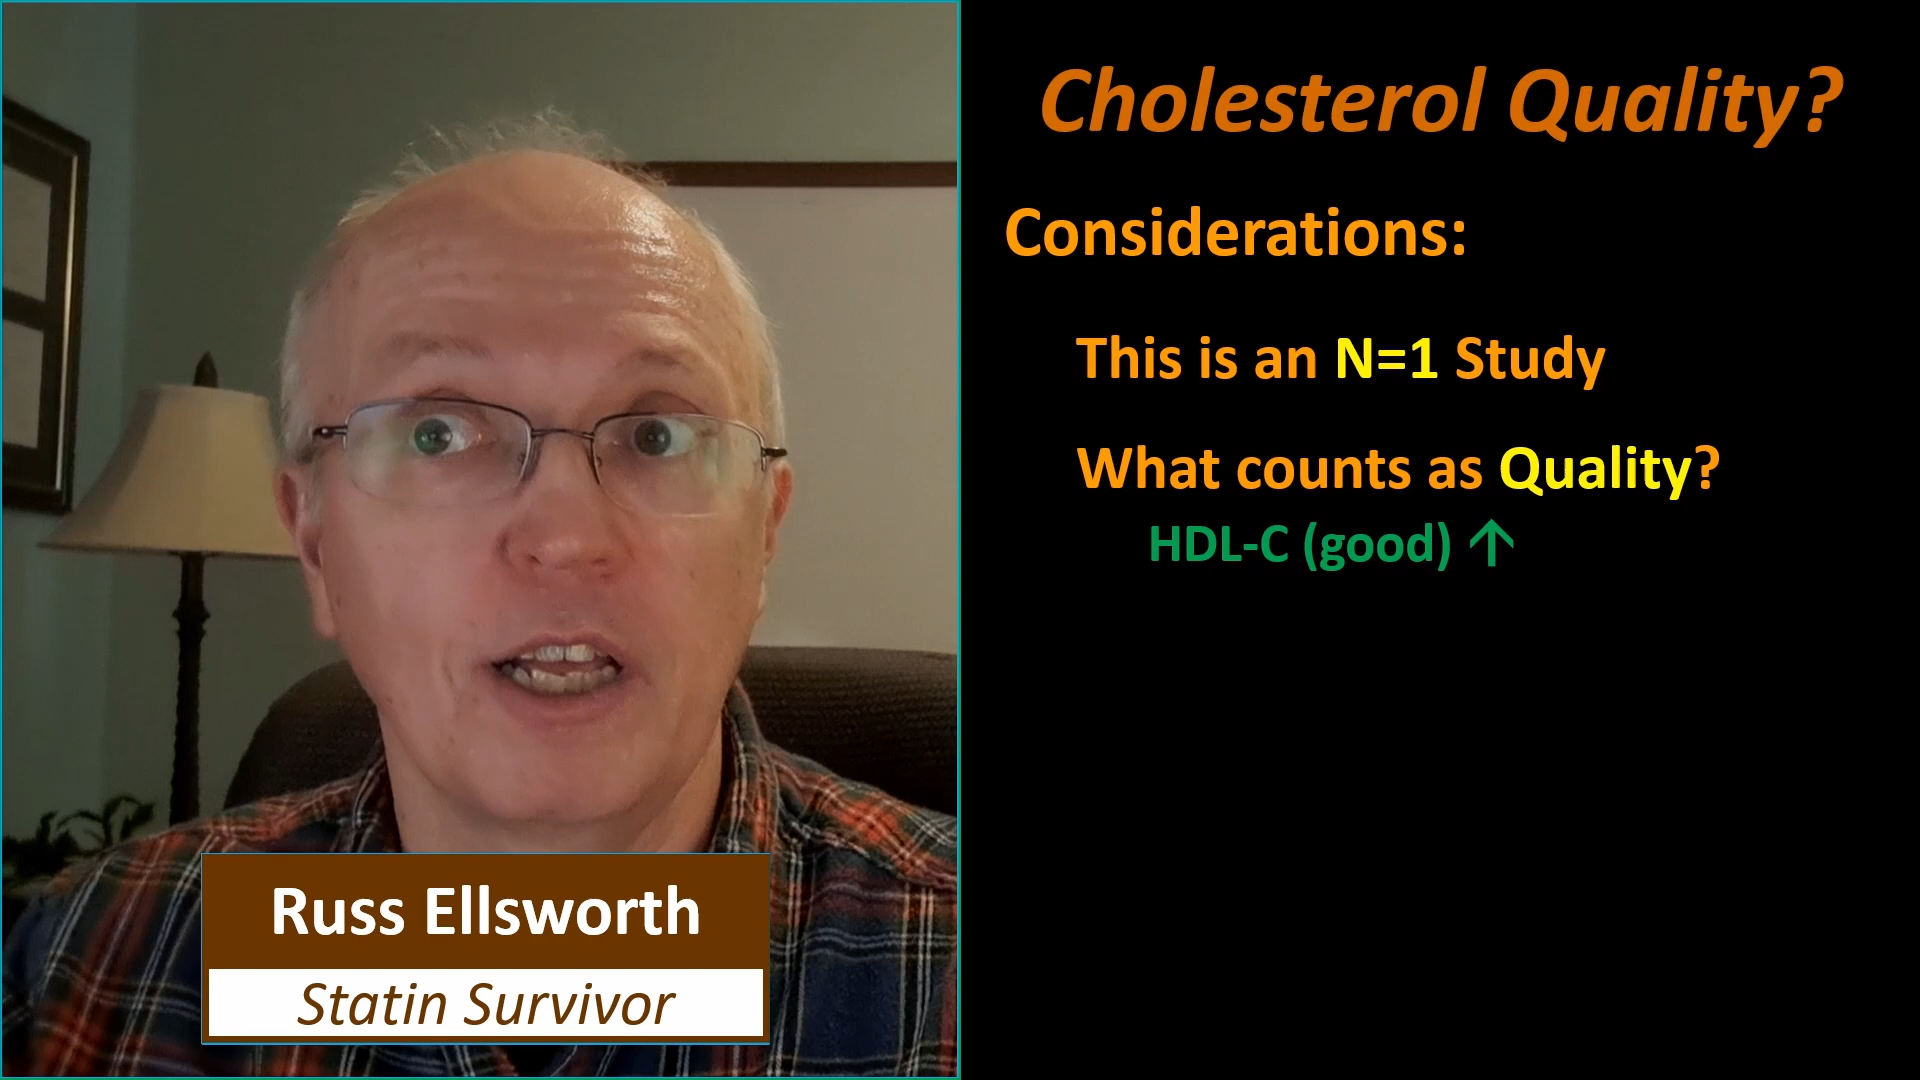 Cholesterol Quality?
Considerations:
This is an N=1 Study
What counts as Quality?
HDL-C (good) ↑
Russ Ellsworth
Statin Survivor